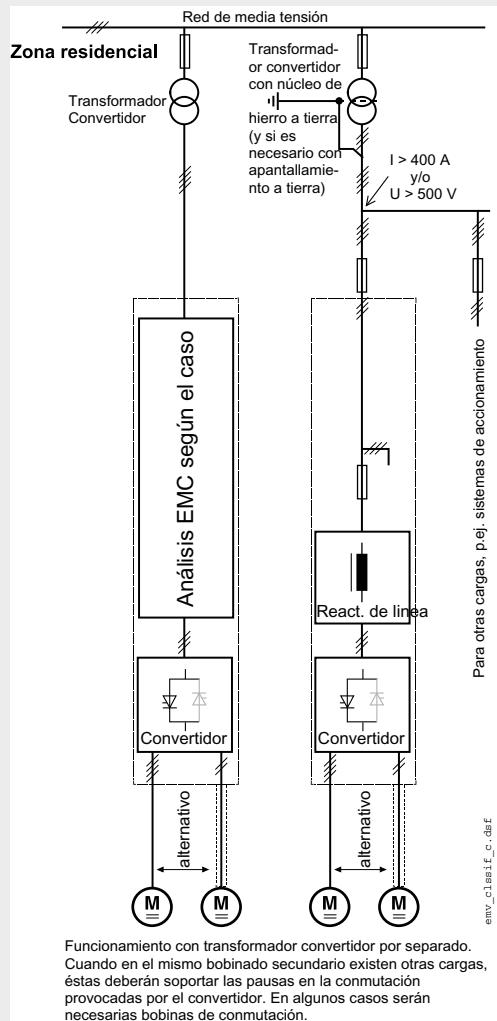 Red de media tensión
Zona residencial
Transformador
Convertidor
Transformad-
or convertidor
con núcleo de
hierro a tierra
(y si es
necesario con
apantallamie-
nto a tierra)
I > 400 A
y/o
U > 500 V
Análisis EMC según el caso
React. de linea
Para otras cargas, p.ej. sistemas de accionamiento
Convertidor
Convertidor
alternativo
alternativo
M
M
M
M
emv_clssif_c.dsf
Funcionamiento con transformador convertidor por separado.
Cuando en el mismo bobinado secundario existen otras cargas,
éstas deberán soportar las pausas en la conmutación
provocadas por el convertidor. En algunos casos serán
necesarias bobinas de conmutación.